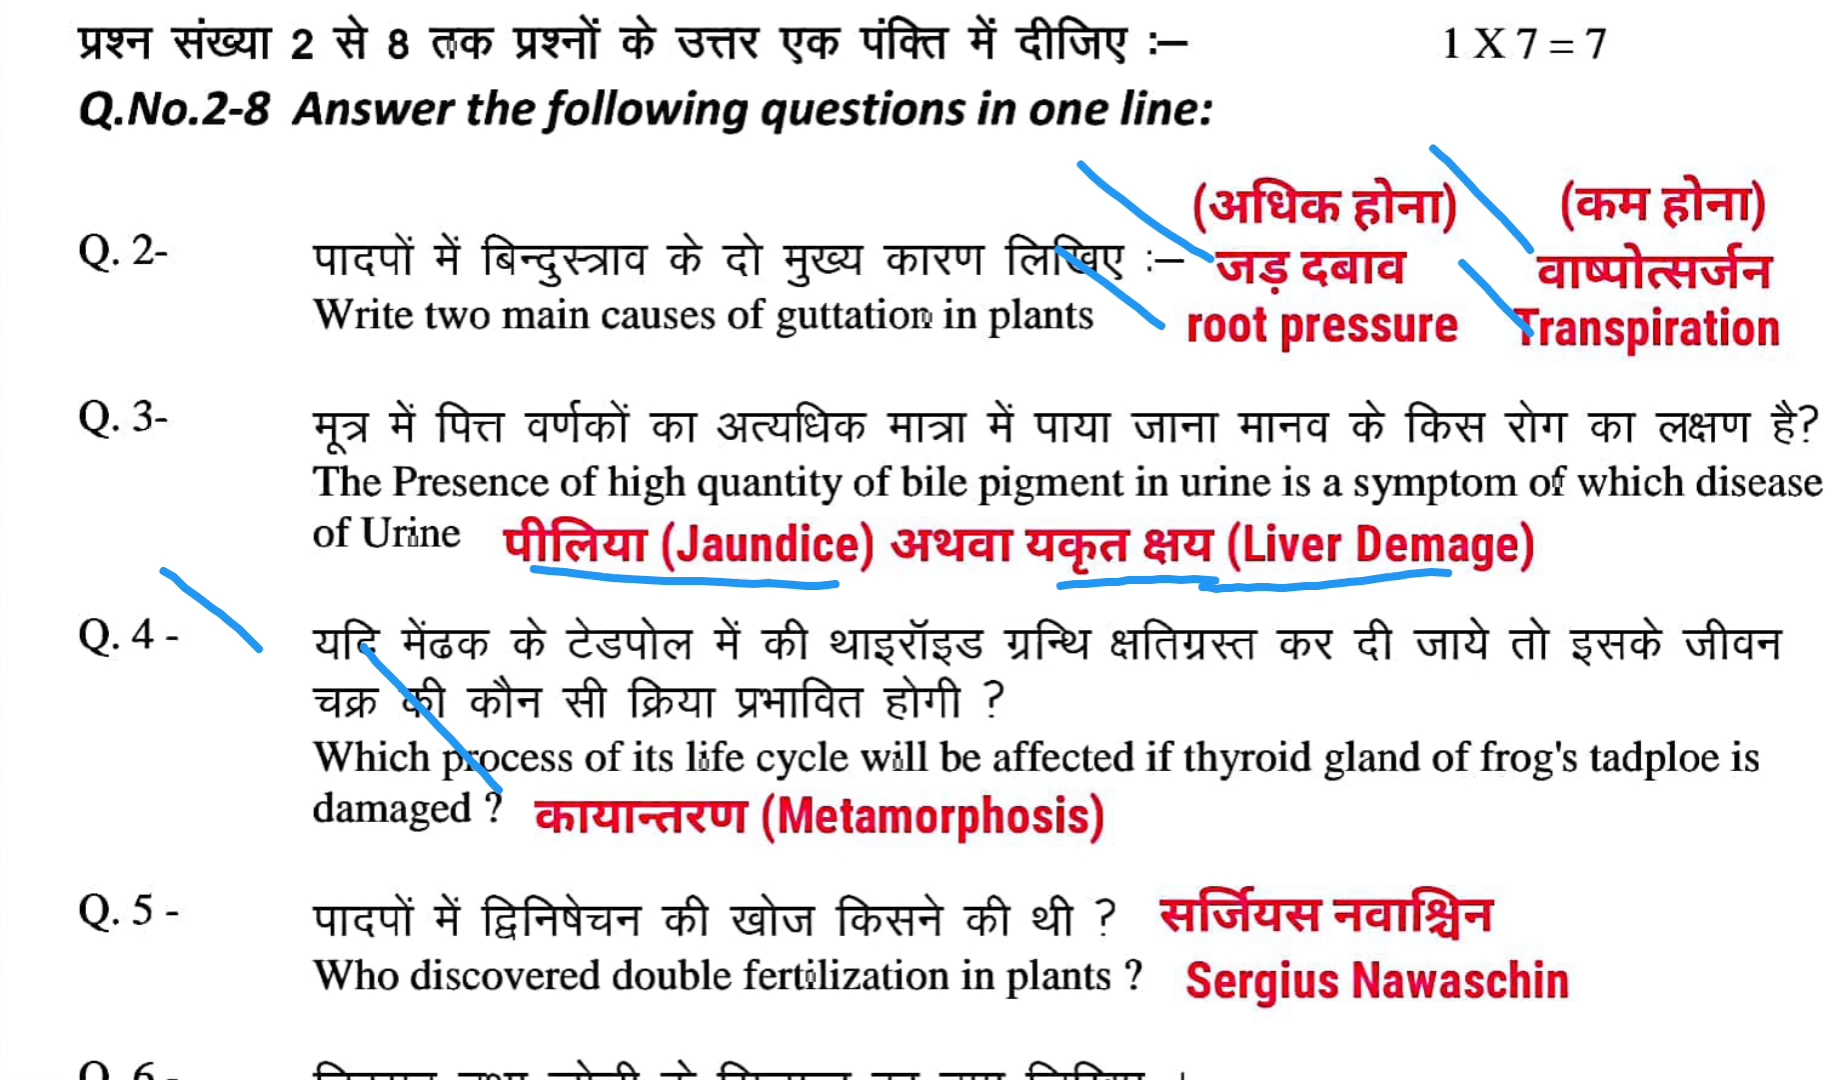 प्रश्न संख्या 2 से 8 तक प्रश्नों के उत्तर एक पंक्ति में दीजिए :– 1 X 7 = 7
Q.No.2-8 Answer the following questions in one line:
(अधिक होना) (कम होना)
Q. 2- पादपों में बिन्दुस्त्राव के दो मुख्य कारण लिखिए :– जड़ दबाव वाष्पोत्सर्जन
Write two main causes of guttation in plants root pressure Transpiration
Q. 3- मूत्र में पित्त वर्णकों का अत्यधिक मात्रा में पाया जाना मानव के किस रोग का लक्षण है?
The Presence of high quantity of bile pigment in urine is a symptom of which disease
of Urine पीलिया (Jaundice) अथवा यकृत क्षय (Liver Demage)
Q. 4 - यदि मेंढक के टेडपोल में की थाइरॉइड ग्रन्थि क्षतिग्रस्त कर दी जाये तो इसके जीवन
चक्र की कौन सी क्रिया प्रभावित होगी ?
Which process of its life cycle will be affected if thyroid gland of frog's tadploe is
damaged ? कायान्तरण (Metamorphosis)
Q. 5 - पादपों में द्विनिषेचन की खोज किसने की थी ? सर्जियस नवाश्चिन
Who discovered double fertilization in plants ? Sergius Nawaschin
Q. 6 -